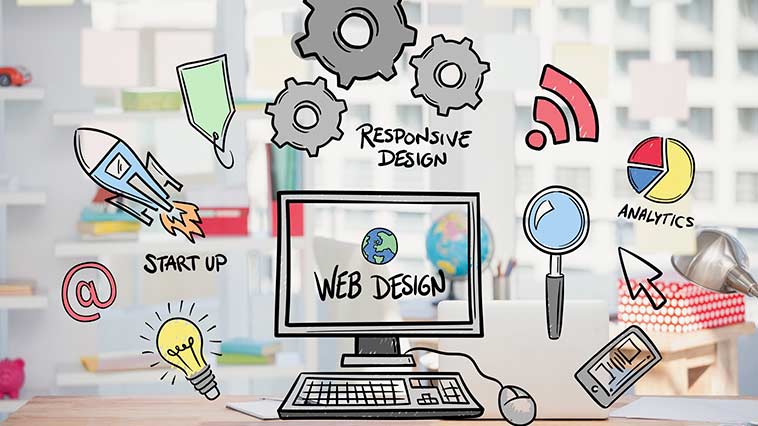 RESPONSIVE
DESIGN
ANALYTICS
START UP
@
WEB DESIGN